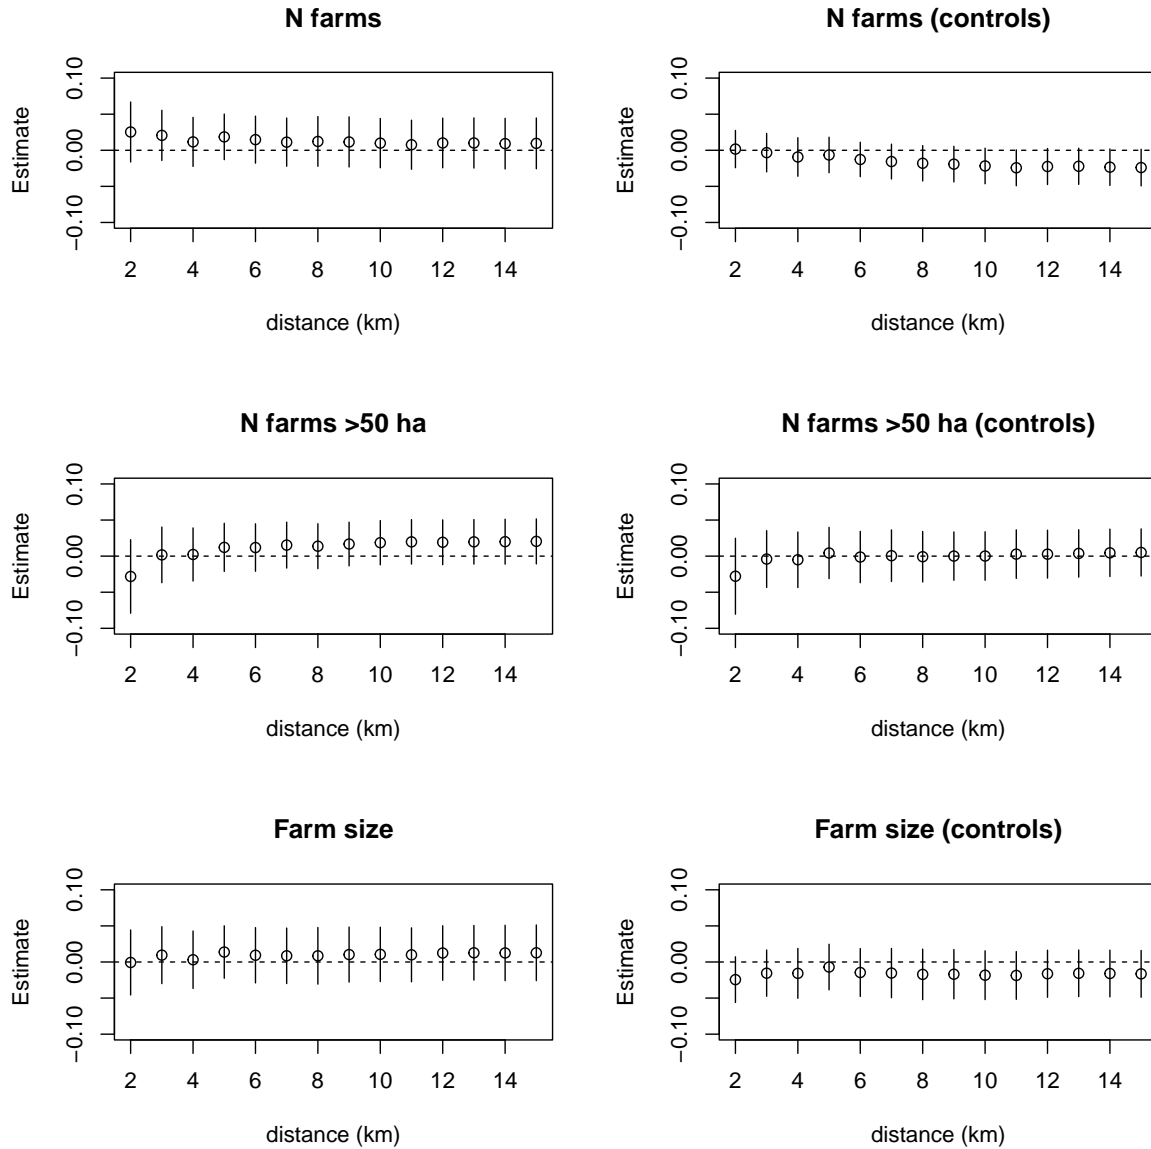 N farms
Estimate
0.10
0.00
−0.10
2 4 6 8 10 12 14
distance (km)
N farms (controls)
Estimate
0.10
0.00
−0.10
2 4 6 8 10 12 14
distance (km)
N farms >50 ha
Estimate
0.10
0.00
−0.10
2 4 6 8 10 12 14
distance (km)
N farms >50 ha (controls)
Estimate
0.10
0.00
−0.10
2 4 6 8 10 12 14
distance (km)
Farm size
Estimate
0.10
0.00
−0.10
2 4 6 8 10 12 14
distance (km)
Farm size (controls)
Estimate
0.10
0.00
−0.10
2 4 6 8 10 12 14
distance (km)